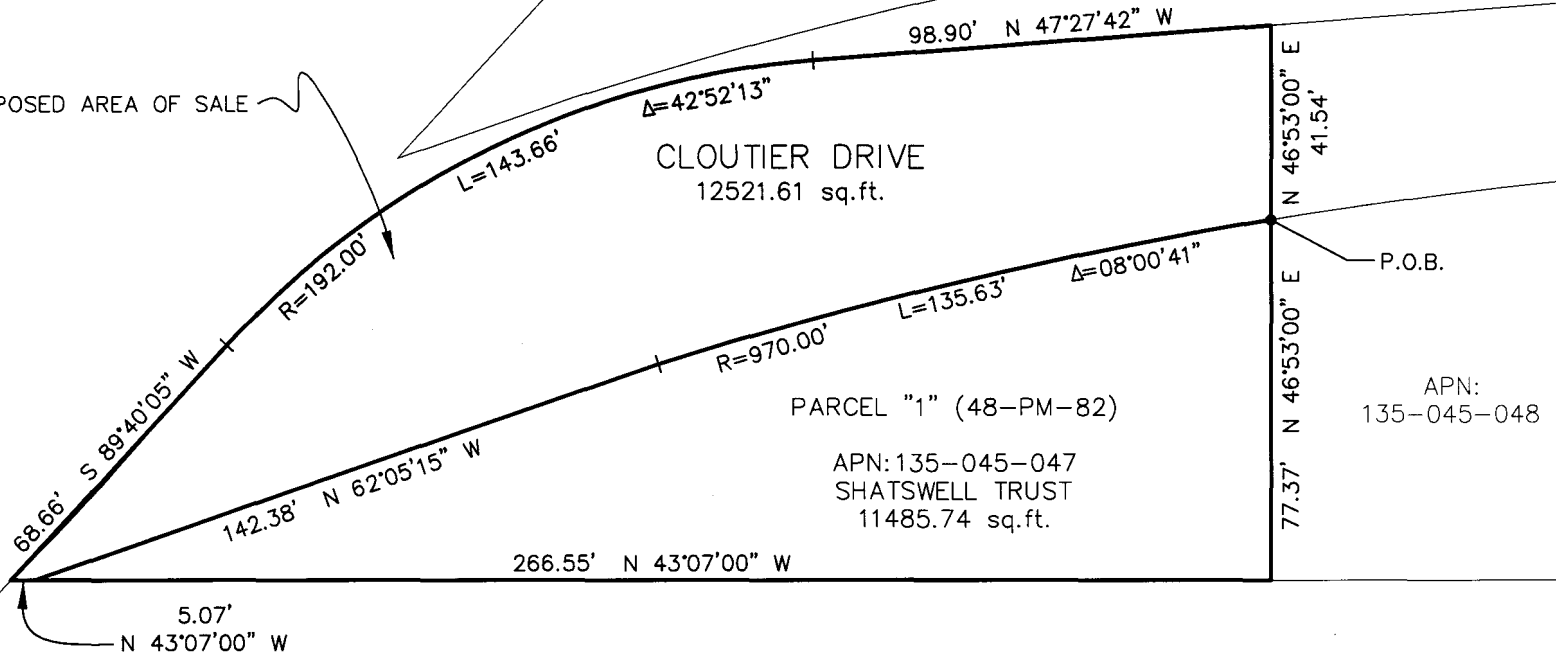 98.90' N 47°27'42" W
POSED AREA OF SALE
Δ=42°52'13"
L=143.66'
R=192.00'
CLOUTIER DRIVE
12521.61 sq.ft.
N 46°53'00" E
41.54'
P.O.B.
Δ=08°00'41"
L=135.63'
R=970.00'
S 89°40'05" W
68.66'
142.38' N 62°05'15" W
PARCEL "1" (48-PM-82)
APN:135-045-047
SHATSWELL TRUST
11485.74 sq.ft.
77.37' N 46°53'00" E
APN:
135-045-048
266.55' N 43°07'00" W
5.07'
N 43°07'00" W